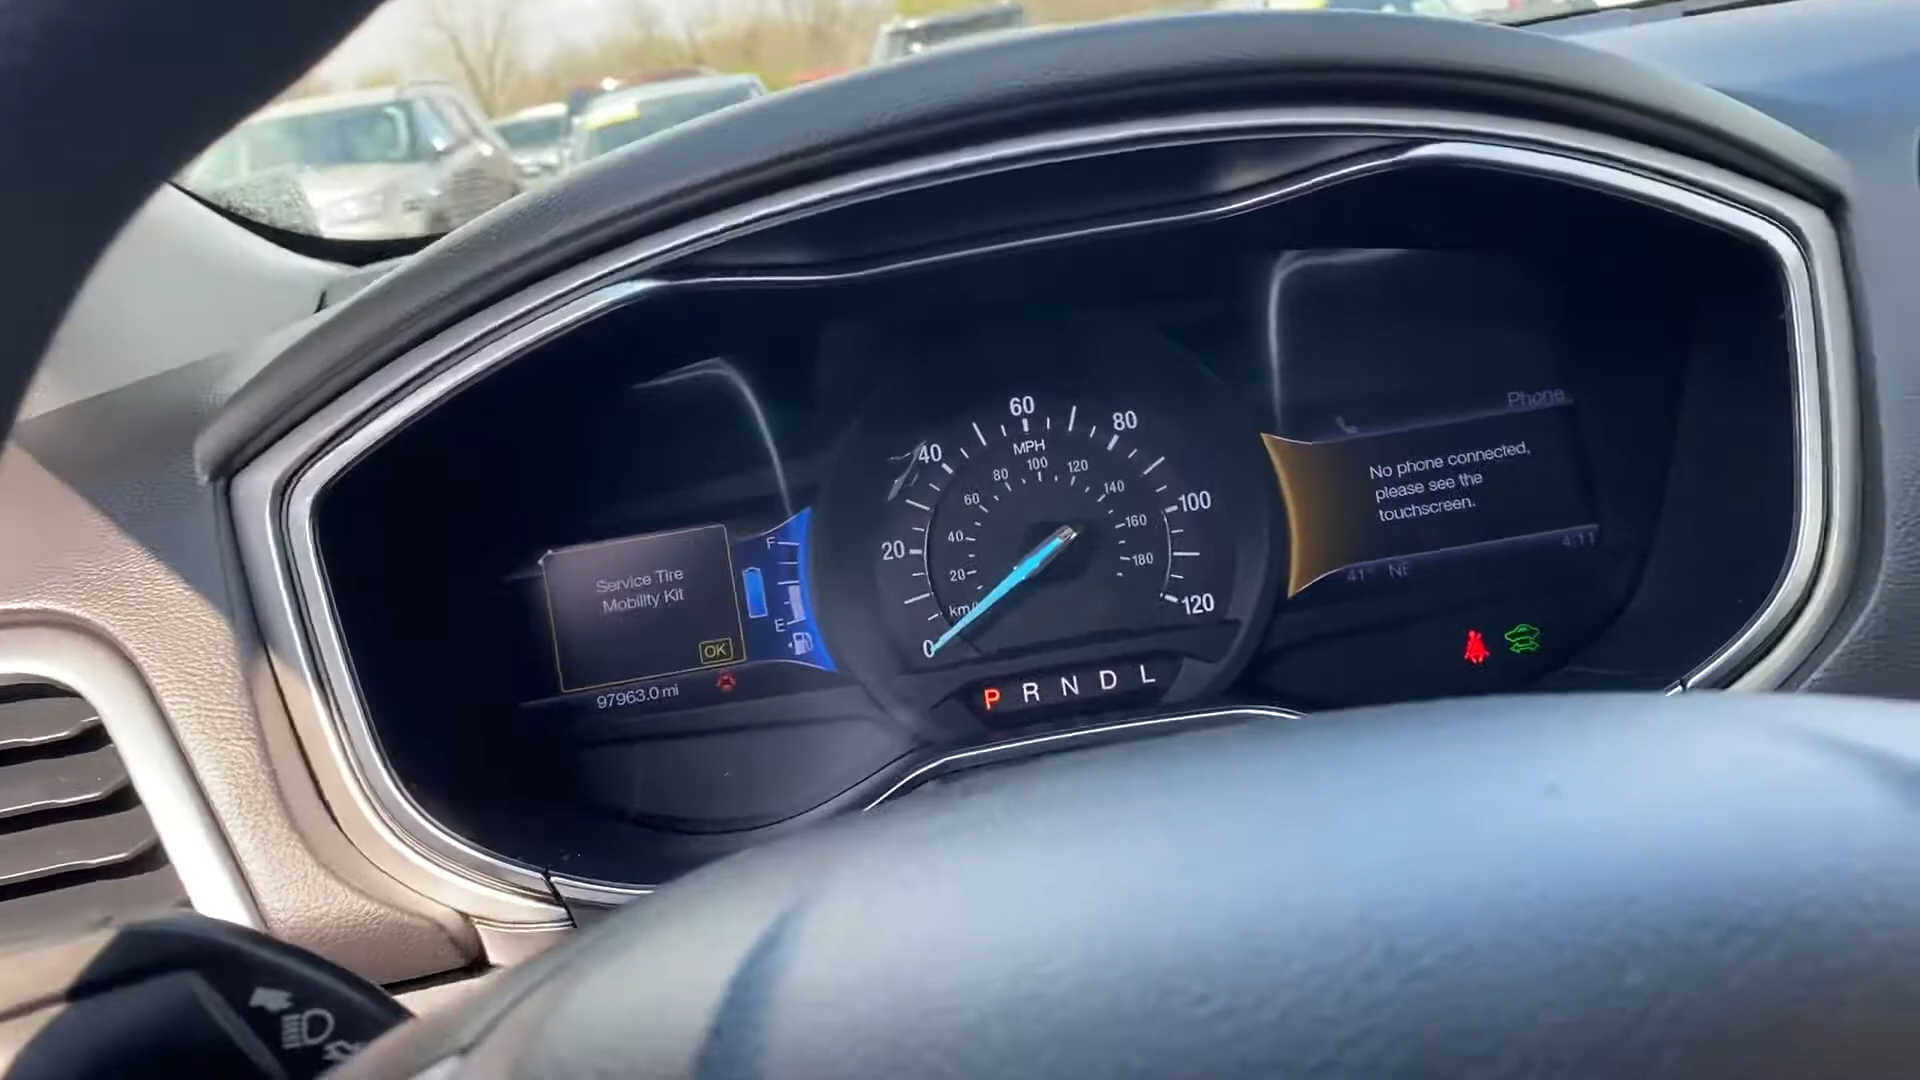 Service Tire
Mobility Kit
OK
97963.0 mi
F
E
0
20
40
60
80
100
120
MPH
20
40
60
80
100
120
140
160
180
P R N D L
Phone
No phone connected,
please see the
touchscreen.
41° NE
4:11